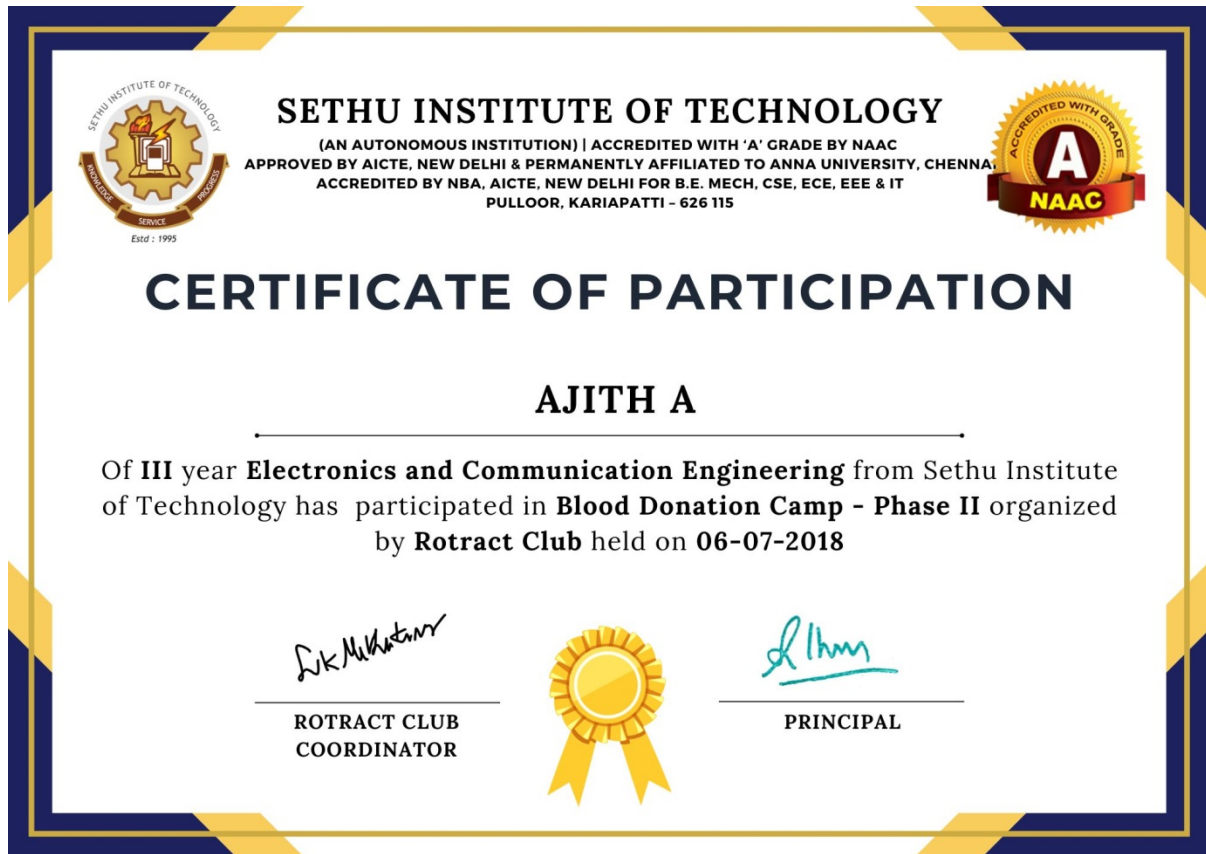 SETHU INSTITUTE OF TECHNOLOGY
KNOWLEDGE
SERVICE
PROGRESS
Estd : 1995
SETHU INSTITUTE OF TECHNOLOGY
(AN AUTONOMOUS INSTITUTION) | ACCREDITED WITH ‘A’ GRADE BY NAAC
APPROVED BY AICTE, NEW DELHI & PERMANENTLY AFFILIATED TO ANNA UNIVERSITY, CHENNA
ACCREDITED BY NBA, AICTE, NEW DELHI FOR B.E. MECH, CSE, ECE, EEE & IT
PULLOOR, KARIAPATTI – 626 115
ACCREDITED WITH GRADE
A
NAAC
CERTIFICATE OF PARTICIPATION
AJITH A
Of III year Electronics and Communication Engineering from Sethu Institute
of Technology has participated in Blood Donation Camp - Phase II organized
by Rotract Club held on 06-07-2018
ROTRACT CLUB
COORDINATOR
PRINCIPAL